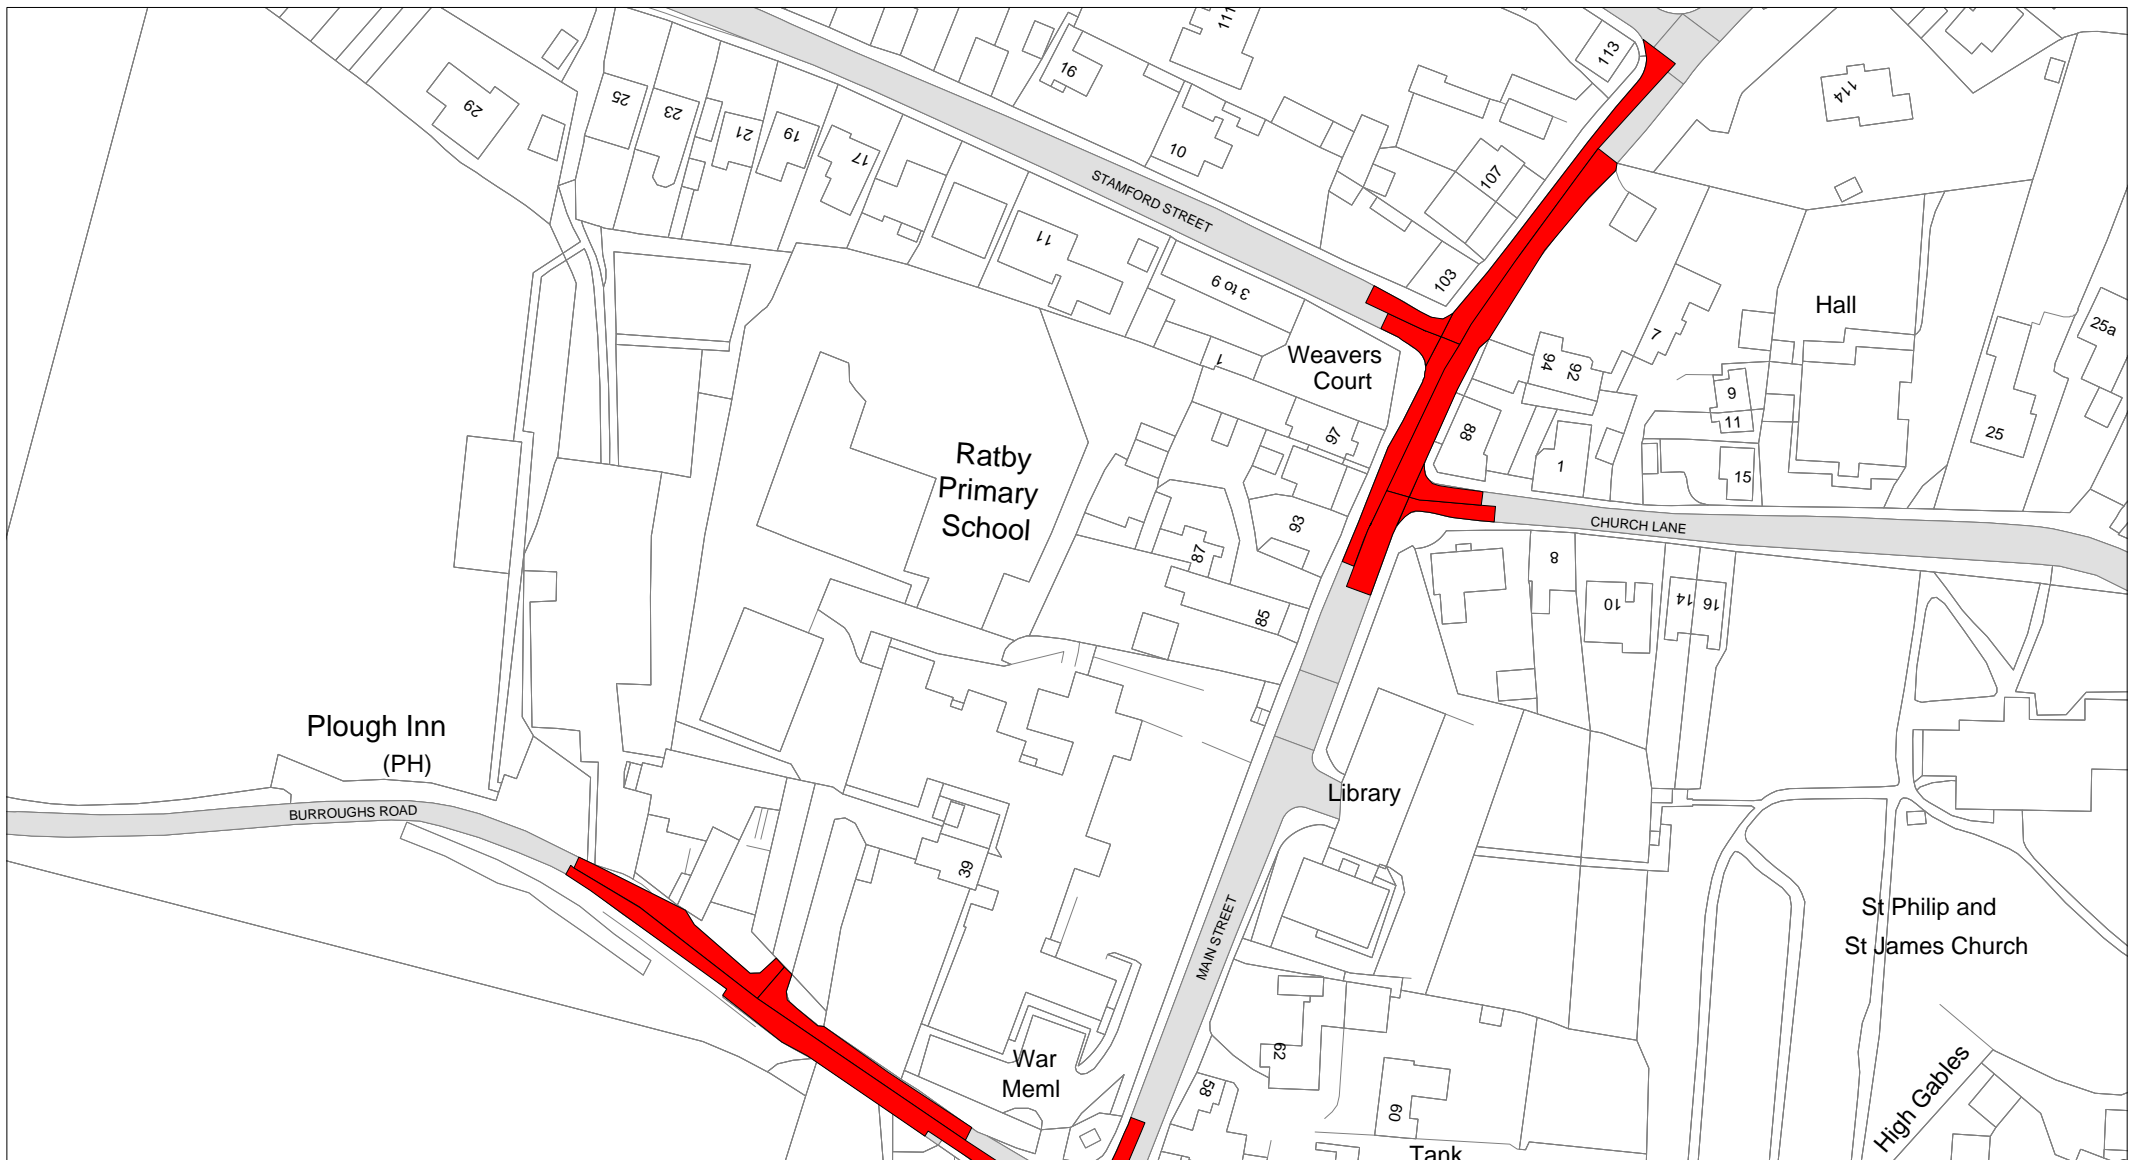 111
113
16
114
29
25
23
21
19
17
10
107
STAMFORD STREET
11
103
3 to 9
Hall
25a
7
Weavers
Court
1
94
92
9
11
97
88
25
Ratby
Primary
School
1
15
93
CHURCH LANE
87
8
10
14
16
85
Plough Inn
(PH)
Library
BURROUGHS ROAD
39
MAIN STREET
St Philip and
St James Church
War
Meml
62
58
60
High Gables
Tank